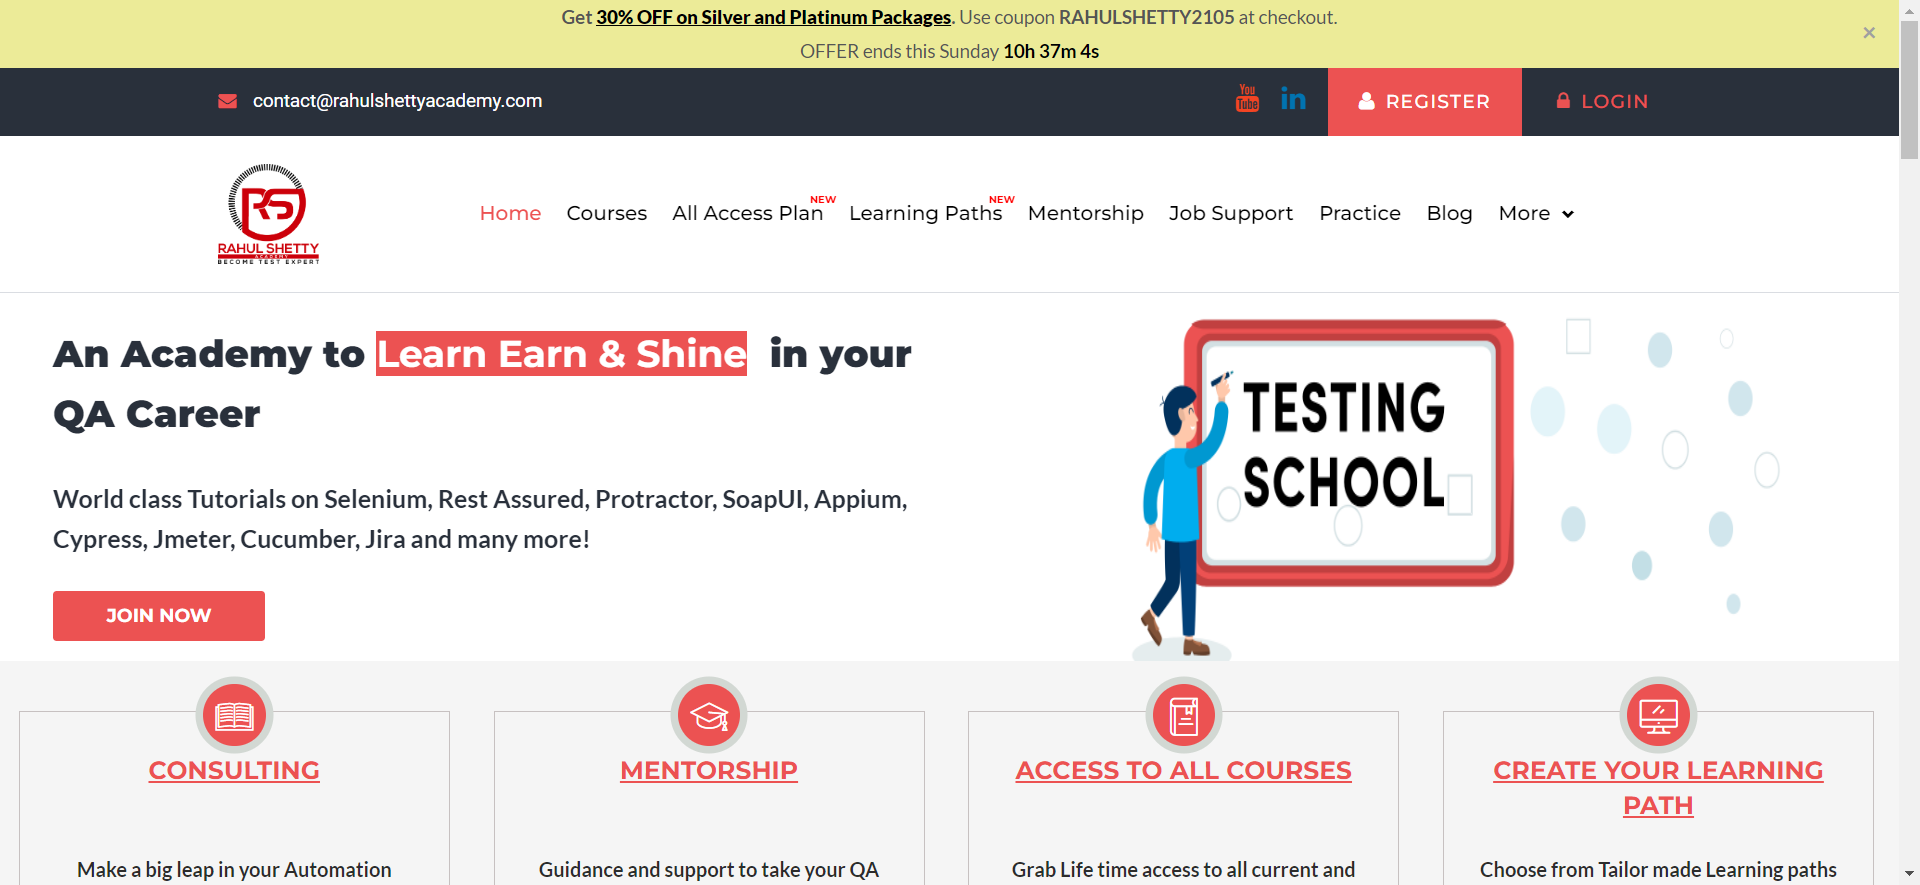 Get 30% OFF on Silver and Platinum Packages. Use coupon RAHULSHETTY2105 at checkout.
OFFER ends this Sunday 10h 37m 4s
×
contact@rahulshettyacademy.com
You
Tube
in
REGISTER
LOGIN
RS
RAHUL SHETTY
ACADEMY
BECOME TEST EXPERT
Home
Courses
All Access Plan NEW
Learning Paths NEW
Mentorship
Job Support
Practice
Blog
More
An Academy to Learn Earn & Shine in your
QA Career
World class Tutorials on Selenium, Rest Assured, Protractor, SoapUI, Appium,
Cypress, Jmeter, Cucumber, Jira and many more!
JOIN NOW
TESTING
SCHOOL
CONSULTING
Make a big leap in your Automation
MENTORSHIP
Guidance and support to take your QA
ACCESS TO ALL COURSES
Grab Life time access to all current and
CREATE YOUR LEARNING
PATH
Choose from Tailor made Learning paths